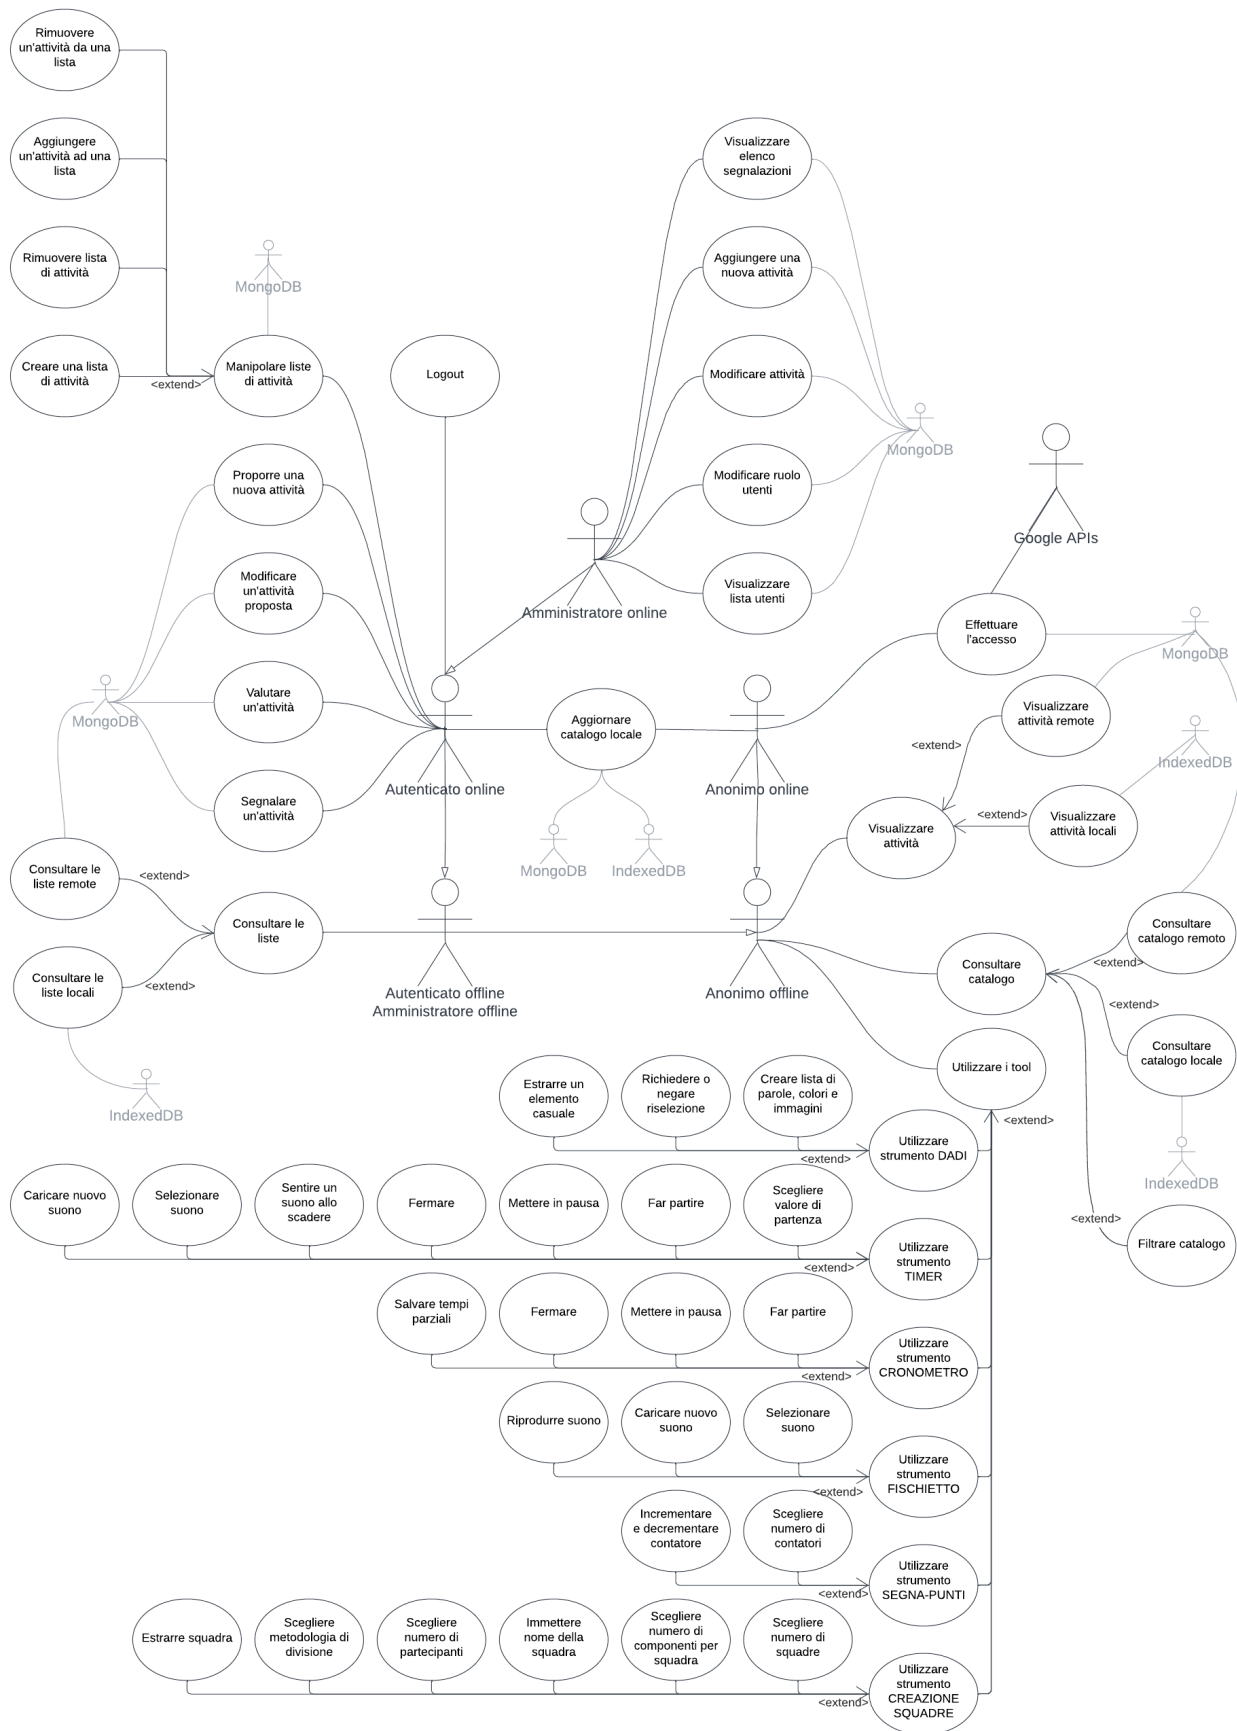 Rimuovere
un'attività da una
lista
Aggiungere
un'attività ad una
lista
Rimuovere lista
di attività
Creare una lista
di attività
<extend>
MongoDB
Manipolare liste
di attività
Logout
Visualizzare
elenco
segnalazioni
Aggiungere una
nuova attività
Modificare attività
Modificare ruolo
utenti
Visualizzare
lista utenti
MongoDB
Google APIs
Amministratore online
Proporre una
nuova attività
Modificare
un'attività
proposta
Valutare
un'attività
Segnalare
un'attività
MongoDB
Effettuare
l'accesso
MongoDB
Visualizzare
attività remote
<extend>
IndexedDB
Visualizzare
attività locali
<extend>
Visualizzare
attività
Autenticato online
Aggiornare
catalogo locale
Anonimo online
MongoDB
IndexedDB
Consultare le
liste remote
<extend>
Consultare le
liste
Consultare le
liste locali
<extend>
IndexedDB
Autenticato offline
Amministratore offline
Anonimo offline
Consultare
catalogo
Consultare
catalogo remoto
<extend>
<extend>
Consultare
catalogo locale
IndexedDB
<extend>
Filtrare catalogo
Utilizzare i tool
<extend>
Estrarre un
elemento
casuale
Richiedere o
negare
riselezione
Creare lista di
parole, colori e
immagini
<extend>
Utilizzare
strumento DADI
Caricare nuovo
suono
Selezionare
suono
Sentire un
suono allo
scadere
Fermare
Mettere in pausa
Far partire
Scegliere
valore di
partenza
<extend>
Utilizzare
strumento
TIMER
Salvare tempi
parziali
Fermare
Mettere in pausa
Far partire
<extend>
Utilizzare
strumento
CRONOMETRO
Riprodurre suono
Caricare nuovo
suono
Selezionare
suono
<extend>
Utilizzare
strumento
FISCHIETTO
Incrementare
e decrementare
contatore
Scegliere
numero di
contatori
<extend>
Utilizzare
strumento
SEGNA-PUNTI
Estrarre squadra
Scegliere
metodologia di
divisione
Scegliere
numero di
partecipanti
Immettere
nome della
squadra
Scegliere
numero di
componenti per
squadra
Scegliere
numero di
squadre
<extend>
Utilizzare
strumento
CREAZIONE
SQUADRE